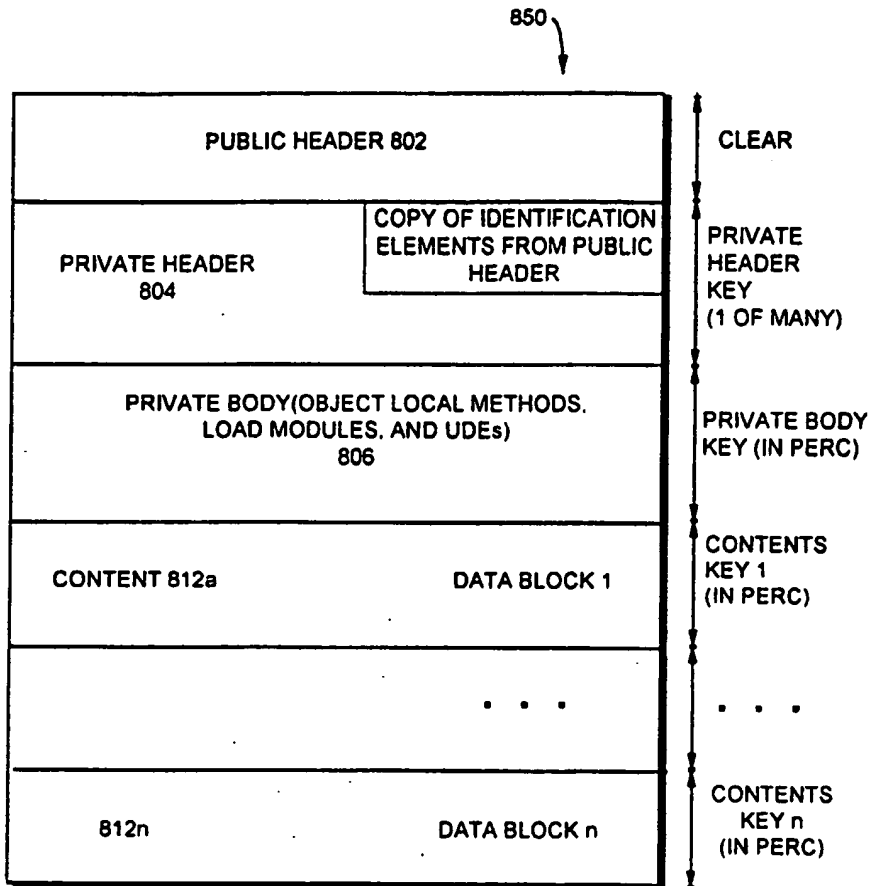 850
PUBLIC HEADER 802
CLEAR
COPY OF IDENTIFICATION
ELEMENTS FROM PUBLIC
HEADER
PRIVATE HEADER
804
PRIVATE
HEADER
KEY
(1 OF MANY)
PRIVATE BODY(OBJECT LOCAL METHODS,
LOAD MODULES, AND UDEs)
806
PRIVATE BODY
KEY (IN PERC)
CONTENT 812a
DATA BLOCK 1
CONTENTS
KEY 1
(IN PERC)
. . .
. . .
812n
DATA BLOCK n
CONTENTS
KEY n
(IN PERC)